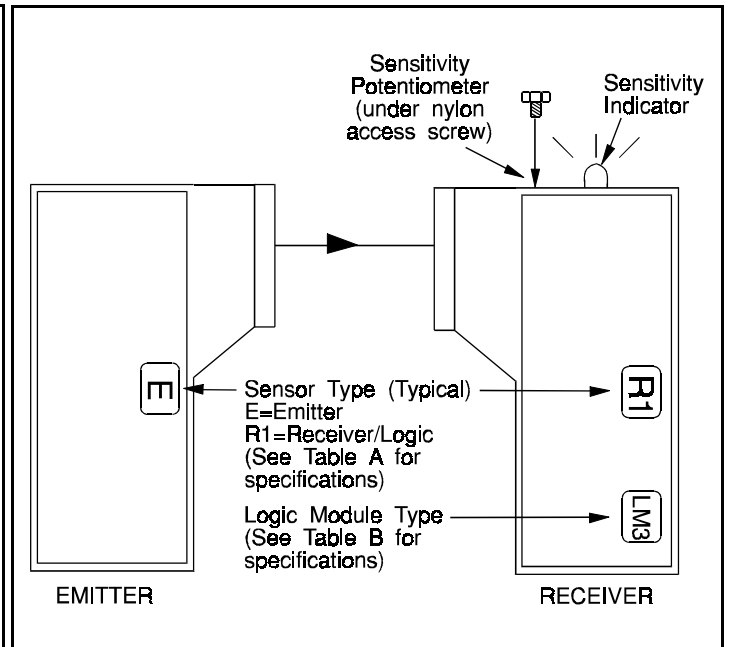 Sensitivity
Potentiometer
(under nylon
access screw)
Sensitivity
Indicator
E
Sensor Type (Typical)
E=Emitter
R1=Receiver/Logic
(See Table A for
specifications)
R1
Logic Module Type
(See Table B for
specifications)
LM3
EMITTER
RECEIVER